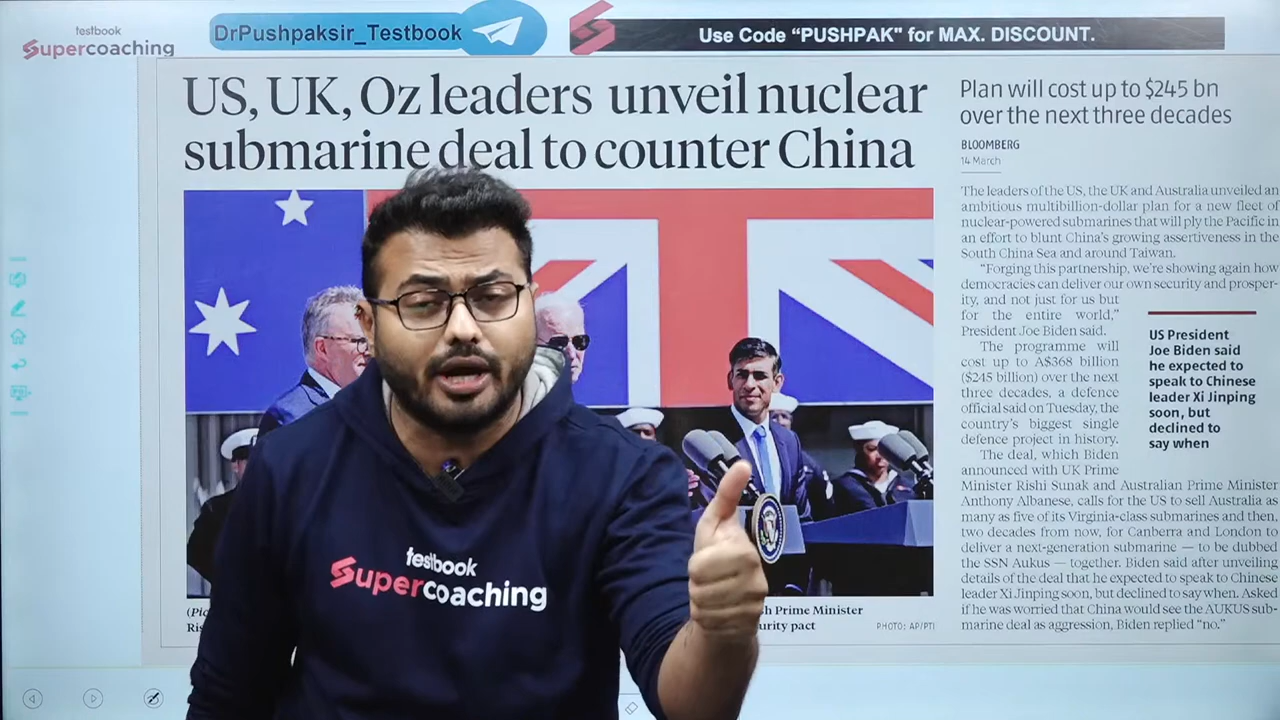 testbook
Supercoaching
DrPushpaksir_Testbook
Use Code “PUSHPAK" for MAX. DISCOUNT.
US, UK, Oz leaders unveil nuclear
submarine deal to counter China
Plan will cost up to $245 bn
over the next three decades
BLOOMBERG
14 March
The leaders of the US, the UK and Australia unveiled an
ambitious multibillion-dollar plan for a new fleet of
nuclear-powered submarines that will ply the Pacific in
an effort to blunt China's growing assertiveness in the
South China Sea and around Taiwan.
“Forging this partnership, we're showing again how
democracies can deliver our own security and prosper-
ity, and not just for us but
for the entire world,”
President Joe Biden said.
The programme will
cost up to A$368 billion
($245 billion) over the next
three decades, a defence
official said on Tuesday, the
country's biggest single
defence project in history.
The deal, which Biden
announced with UK Prime
Minister Rishi Sunak and Australian Prime Minister
Anthony Albanese, calls for the US to sell Australia as
many as five of its Virginia-class submarines and then,
two decades from now, for Canberra and London to
deliver a next-generation submarine — to be dubbed
the SSN Aukus — together. Biden said after unveiling
details of the deal that he expected to speak to Chinese
leader Xi Jinping soon, but declined to say when. Asked
if he was worried that China would see the AUKUS sub-
marine deal as aggression, Biden replied “no.”
US President
Joe Biden said
he expected to
speak to Chinese
leader Xi Jinping
soon, but
declined to
say when
Prime Minister
pact
PHOTO: AP/PTI
testbook
Supercoaching